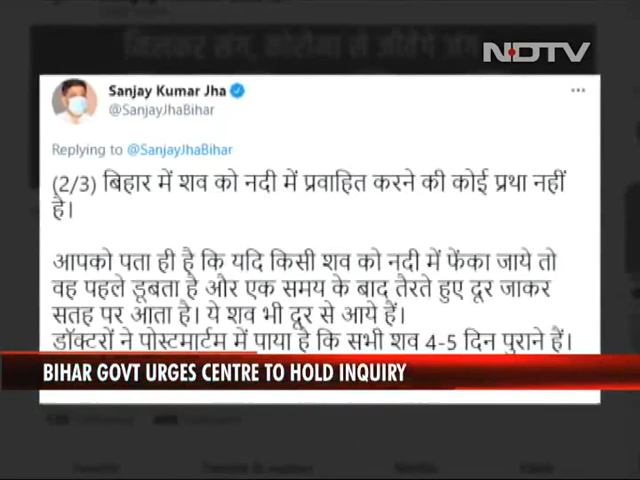 मिलकर संग, कोरोना से जीतेंगे जंग
NDTV
Sanjay Kumar Jha
@SanjayJhaBihar
Replying to @SanjayJhaBihar
(2/3) बिहार में शव को नदी में प्रवाहित करने की कोई प्रथा नहीं
है।
आपको पता ही है कि यदि किसी शव को नदी में फेंका जाये तो
वह पहले डूबता है और एक समय के बाद तैरते हुए दूर जाकर
सतह पर आता है। ये शव भी दूर से आये हैं।
डॉक्टरों ने पोस्टमार्टम में पाया है कि सभी शव 4-5 दिन पुराने हैं।
BIHAR GOVT URGES CENTRE TO HOLD INQUIRY